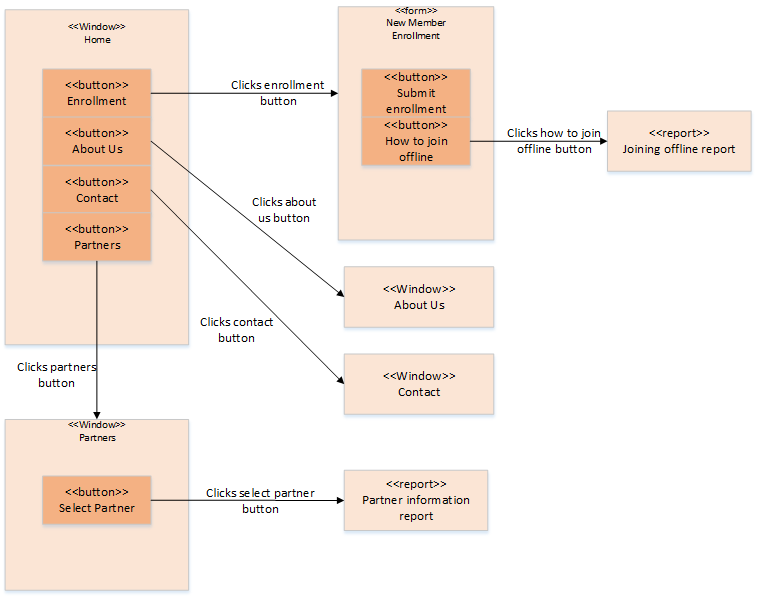 <<Window>>
Home
<<button>>
Enrollment
<<button>>
About Us
<<button>>
Contact
<<button>>
Partners
Clicks enrollment
button
<<form>>
New Member
Enrollment
<<button>>
Submit
enrollment
<<button>>
How to join
offline
Clicks how to join
offline button
<<report>>
Joining offline report
Clicks about
us button
<<Window>>
About Us
Clicks contact
button
<<Window>>
Contact
Clicks partners
button
<<Window>>
Partners
<<button>>
Select Partner
Clicks select partner
button
<<report>>
Partner information
report